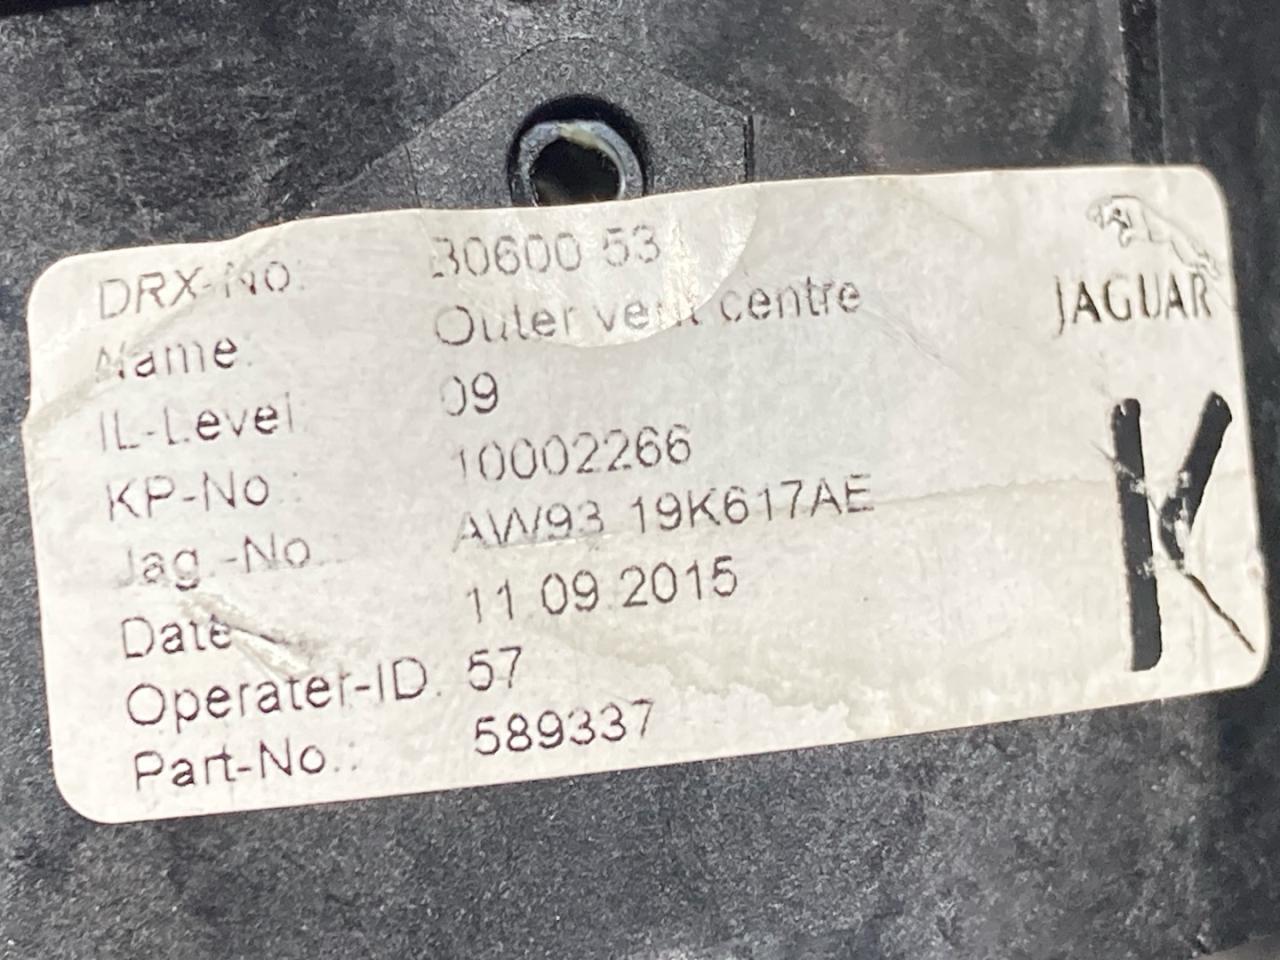 DRX-No: 30600 53
Name: Outer vent centre
IL-Level: 09
KP-No.: 10002266
Jag.-No.: AW93 19K617AE
Date 11.09.2015
Operater-ID: 57
Part-No.: 589337
JAGUAR
K